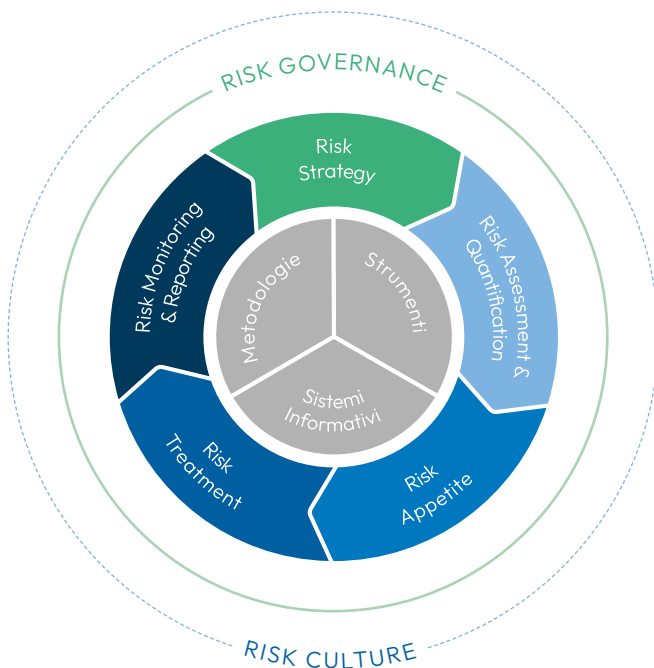 RISK GOVERNANCE
Risk
Strategy
Risk Assessment &
Quantification
Risk
Appetite
Risk
Treatment
Risk Monitoring
& Reporting
Metodologie
Strumenti
Sistemi
Informativi
RISK CULTURE